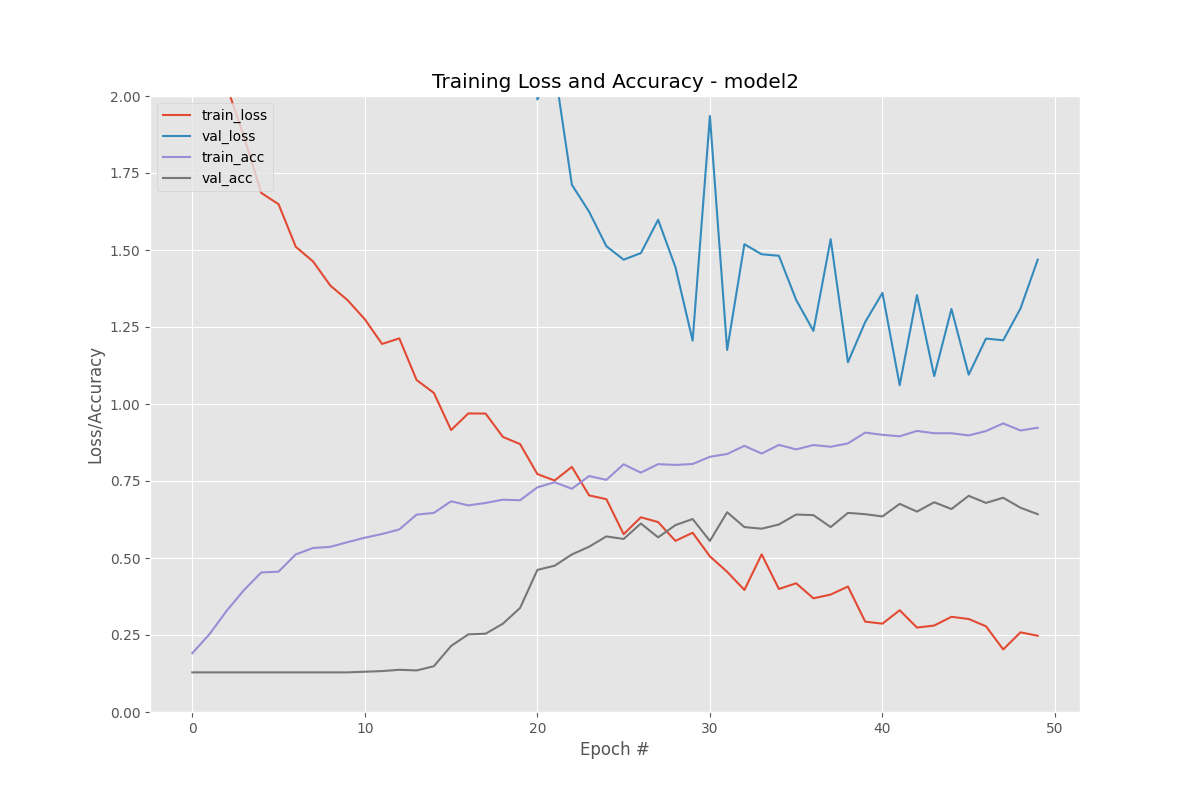 Training Loss and Accuracy - model2
train_loss
val_loss
train_acc
val_acc
2.00
1.75
1.50
1.25
1.00
0.75
0.50
0.25
0.00
Loss/Accuracy
0 10 20 30 40 50
Epoch #